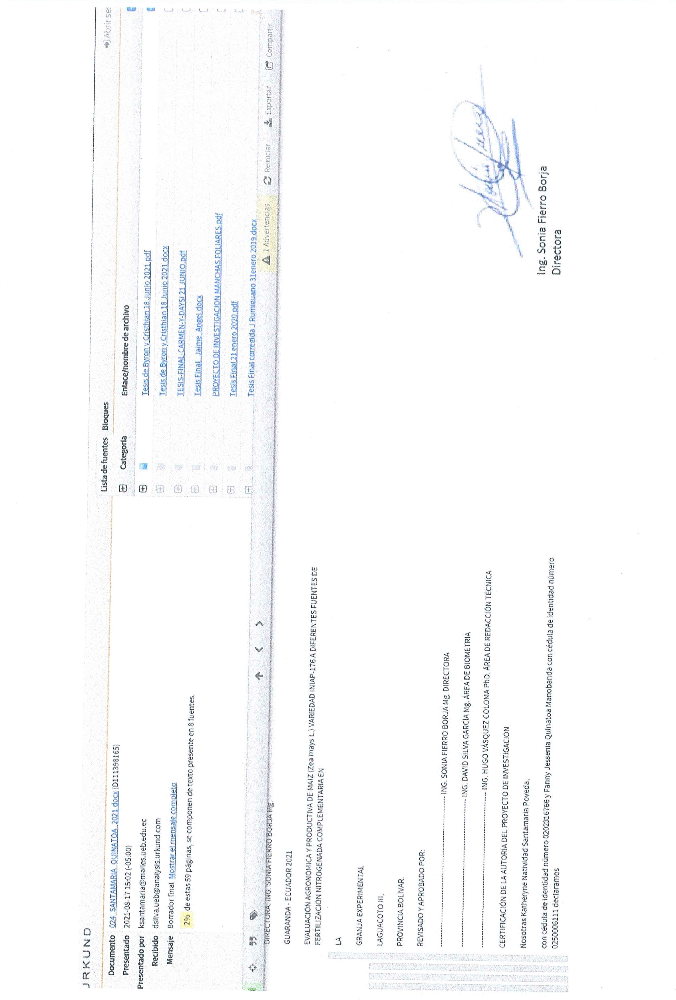 JRKUND
Documento 024_SANTAMARIA_QUINATOA_2021.docx (D111398165)
Presentado 2021-08-17 15:02 (-05:00)
Presentado por ksantamaria@mailes.ueb.edu.ec
Recibido dsilva.ueb@analysis.urkund.com
Mensaje Borrador final Mostrar el mensaje completo
2% de estas 59 páginas, se componen de texto presente en 8 fuentes.
Lista de fuentes Bloques
Abrir ses
Categoría Enlace/nombre de archivo
Tesis de Byron y Cristhian 18 Junio 2021.pdf
Tesis de Byron y Cristhian 18 Junio 2021.docx
TESIS-FINAL-CARMEN-Y-DAYSI 21 JUNIO.pdf
Tesis Final_Jaime_Angel.docx
PROYECTO DE INVESTIGACION MANCHAS FOLIARES.pdf
Tesis Final 21 enero 2020.pdf
Tesis Final corregida J Rumiguano 31enero 2019.docx
1 Advertencias Reiniciar Exportar Compartir
DIRECTORA: ING. SONIA FIERRO BORJA Mg.
GUARANDA - ECUADOR 2021
EVALUACIÓN AGRONÓMICA Y PRODUCTIVA DE MAÍZ (Zea mays L.) VARIEDAD INIAP-176 A DIFERENTES FUENTES DE
FERTILIZACIÓN NITROGENADA COMPLEMENTARIA EN
LA
GRANJA EXPERIMENTAL
LAGUACOTO III,
PROVINCIA BOLÍVAR.
REVISADO Y APROBADO POR:
-------------------------------------------- ING. SONIA FIERRO BORJA Mg. DIRECTORA
-------------------------------------------- ING. DAVID SILVA GARCÍA Mg. ÁREA DE BIOMETRÍA
-------------------------------------------- ING. HUGO VÁSQUEZ COLOMA PhD. ÁREA DE REDACCIÓN TÉCNICA
CERTIFICACIÓN DE LA AUTORÍA DEL PROYECTO DE INVESTIGACIÓN
Nosotras Katheryne Natividad Santamaría Poveda,
con cédula de identidad número 0202316766 y Fanny Jessenia Quinatoa Manobanda con cédula de identidad número
0250006111 declaramos
Ing. Sonia Fierro Borja
Directora